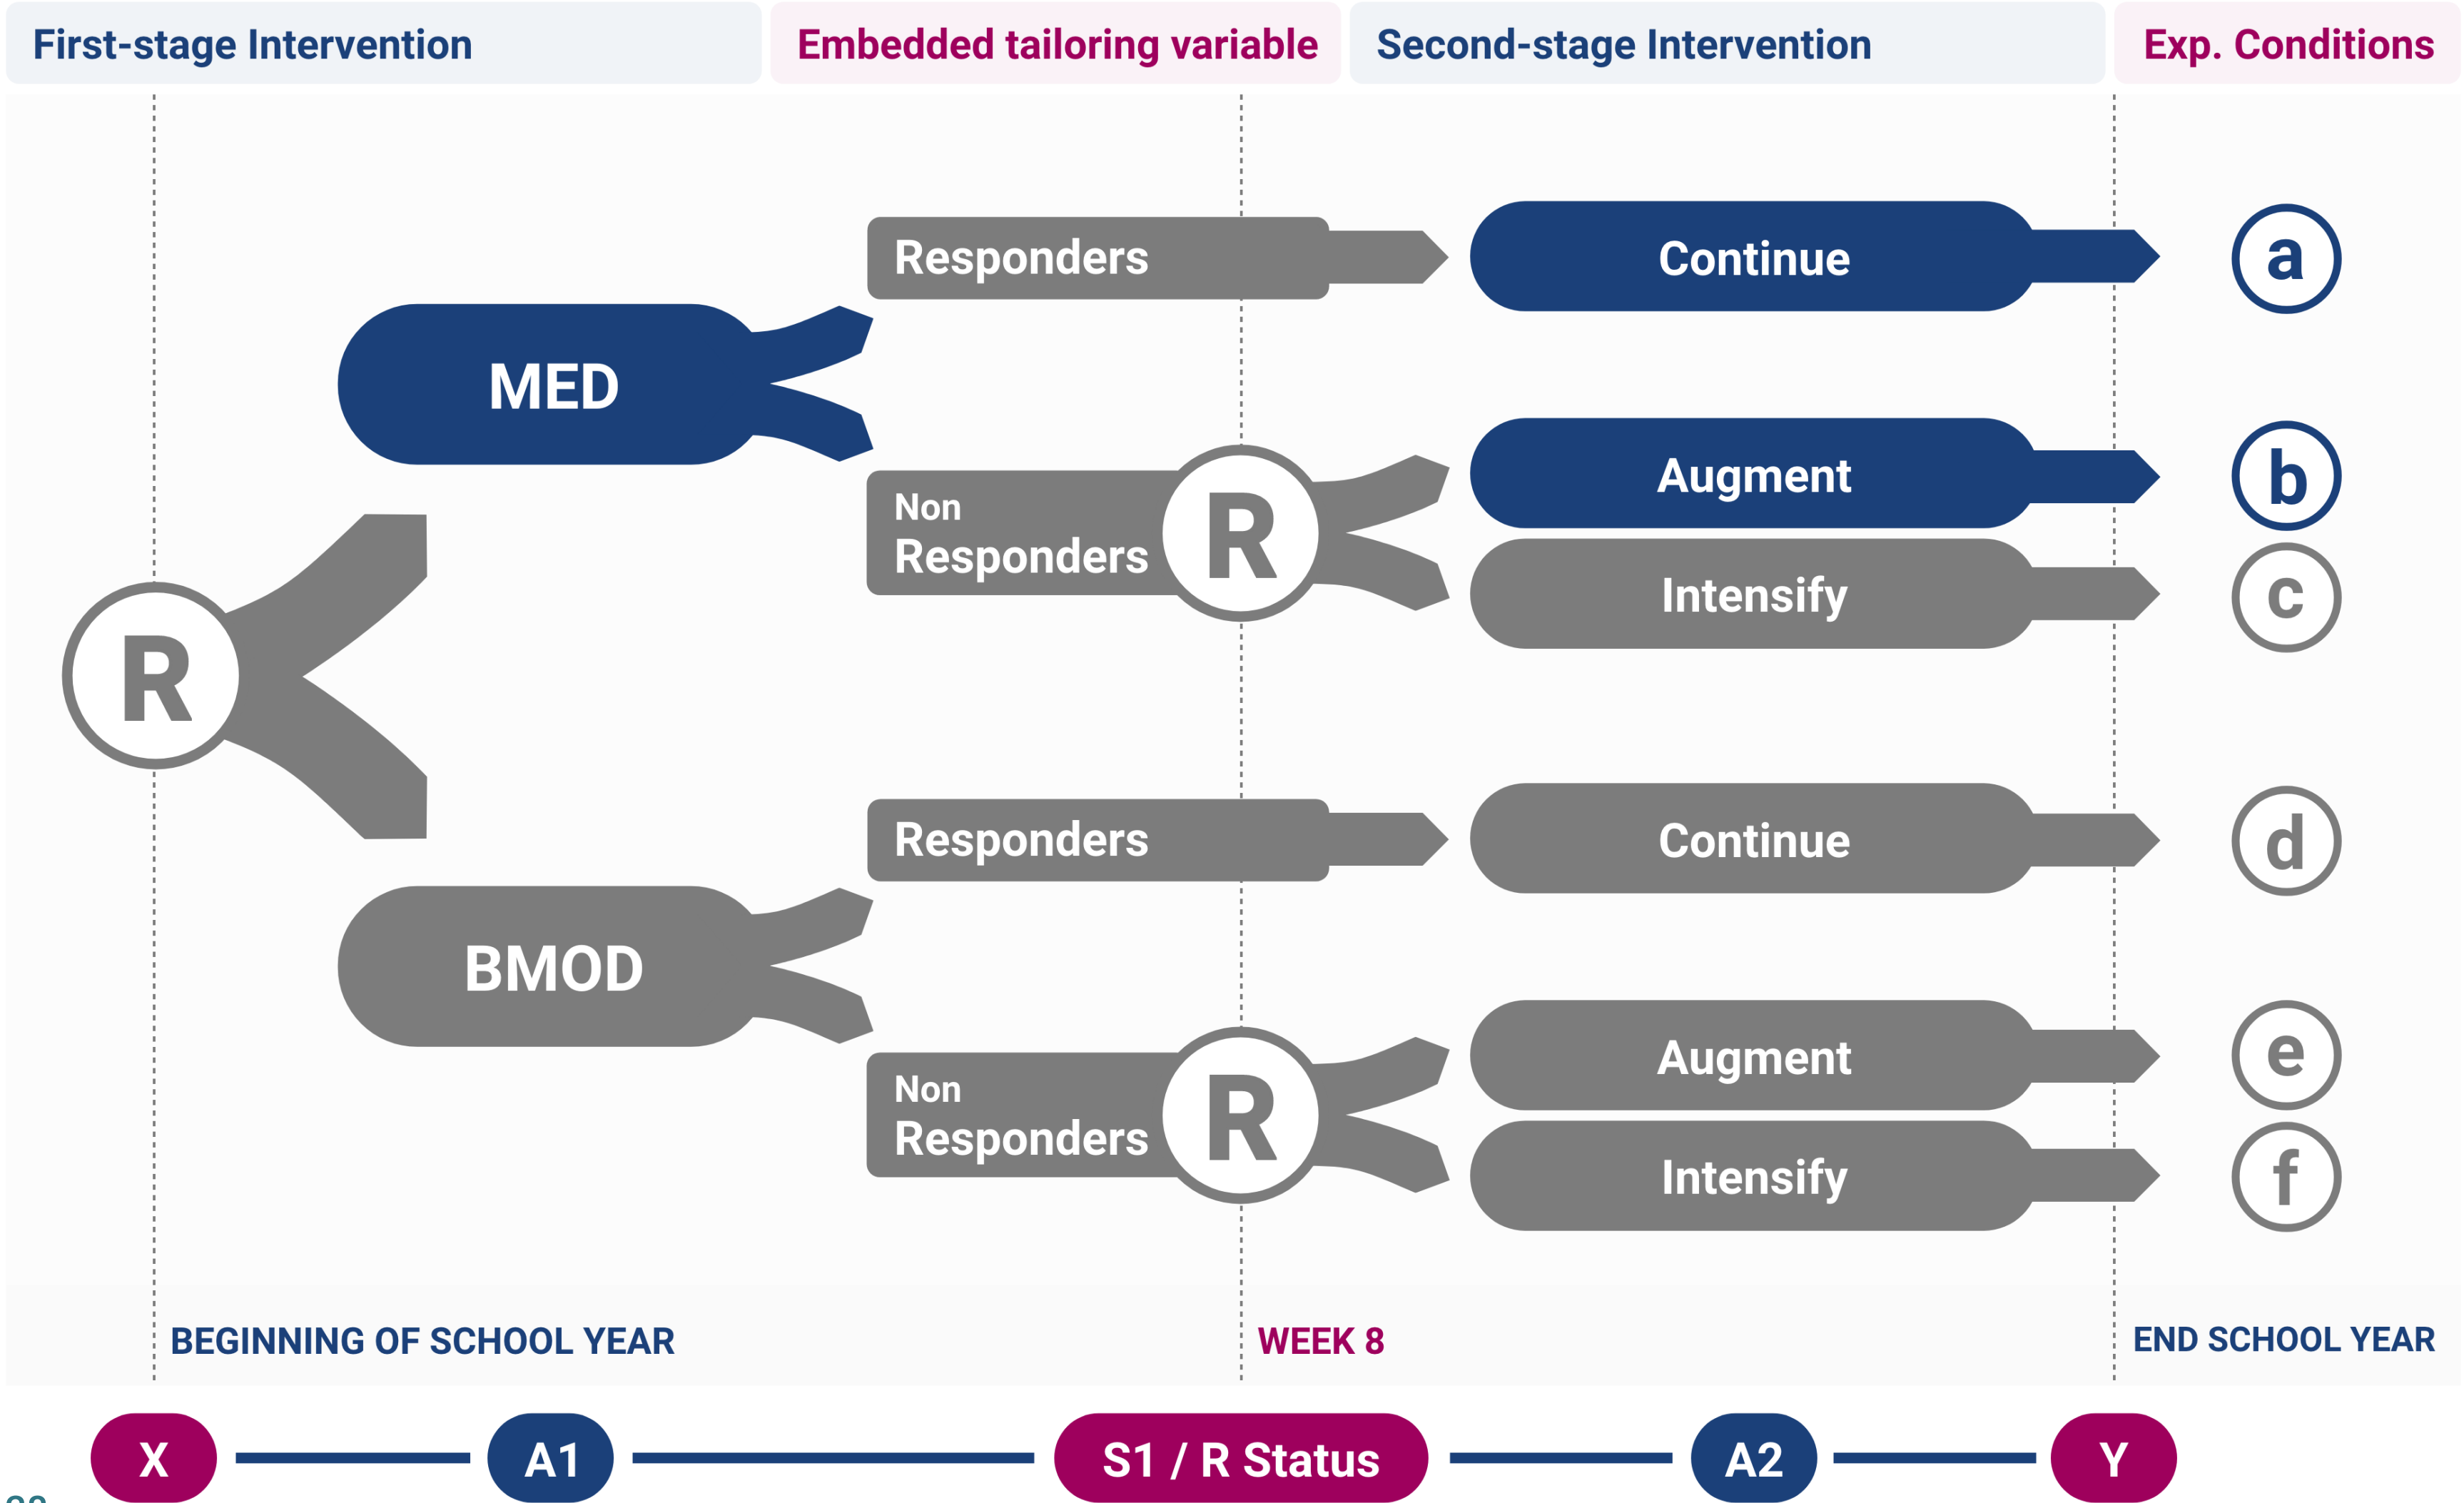 First-stage Intervention
Embedded tailoring variable
Second-stage Intervention
Exp. Conditions
Responders
Continue
a
MED
Augment
b
Non
Responders
R
Intensify
c
R
Responders
Continue
d
BMOD
Augment
e
Non
Responders
R
Intensify
f
BEGINNING OF SCHOOL YEAR
WEEK 8
END SCHOOL YEAR
X
A1
S1 / R Status
A2
Y